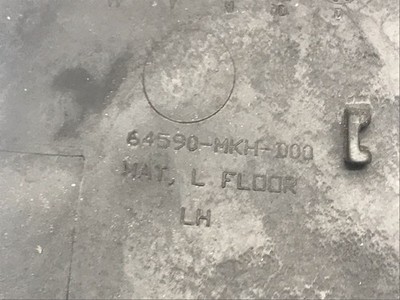 64590-MKH-D00
MAT, L FLOOR
LH